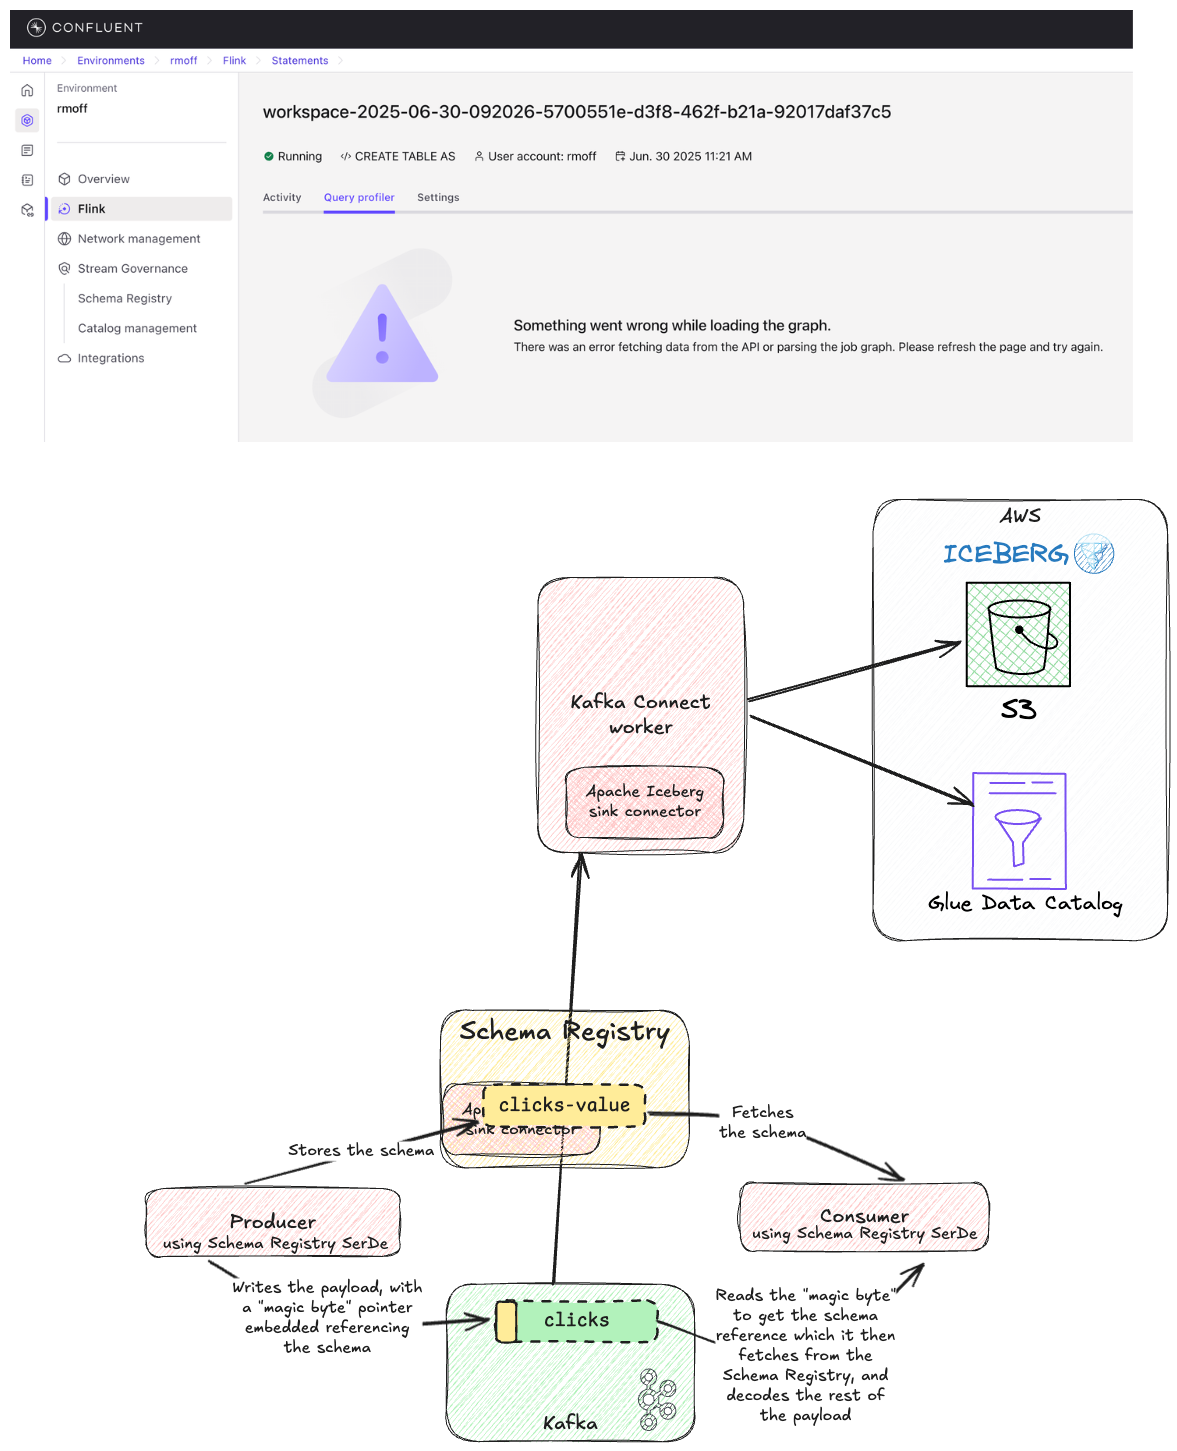 CONFLUENT
Home
Environments
rmoff
Flink
Statements
Environment
rmoff
Overview
Flink
Network management
Stream Governance
Schema Registry
Catalog management
Integrations
workspace-2025-06-30-092026-5700551e-d3f8-462f-b21a-92017daf37c5
Running
CREATE TABLE AS
User account: rmoff
Jun. 30 2025 11:21 AM
Activity
Query profiler
Settings
Something went wrong while loading the graph.
There was an error fetching data from the API or parsing the job graph. Please refresh the page and try again.
AWS
ICEBERG
S3
Glue Data Catalog
Kafka Connect
worker
Apache Iceberg
sink connector
Schema Registry
clicks-value
sink connector
Stores the schema
Fetches
the schema
Producer
using Schema Registry SerDe
Consumer
using Schema Registry SerDe
Writes the payload, with
a "magic byte" pointer
embedded referencing
the schema
clicks
Kafka
Reads the "magic byte"
to get the schema
reference which it then
fetches from the
Schema Registry, and
decodes the rest of
the payload